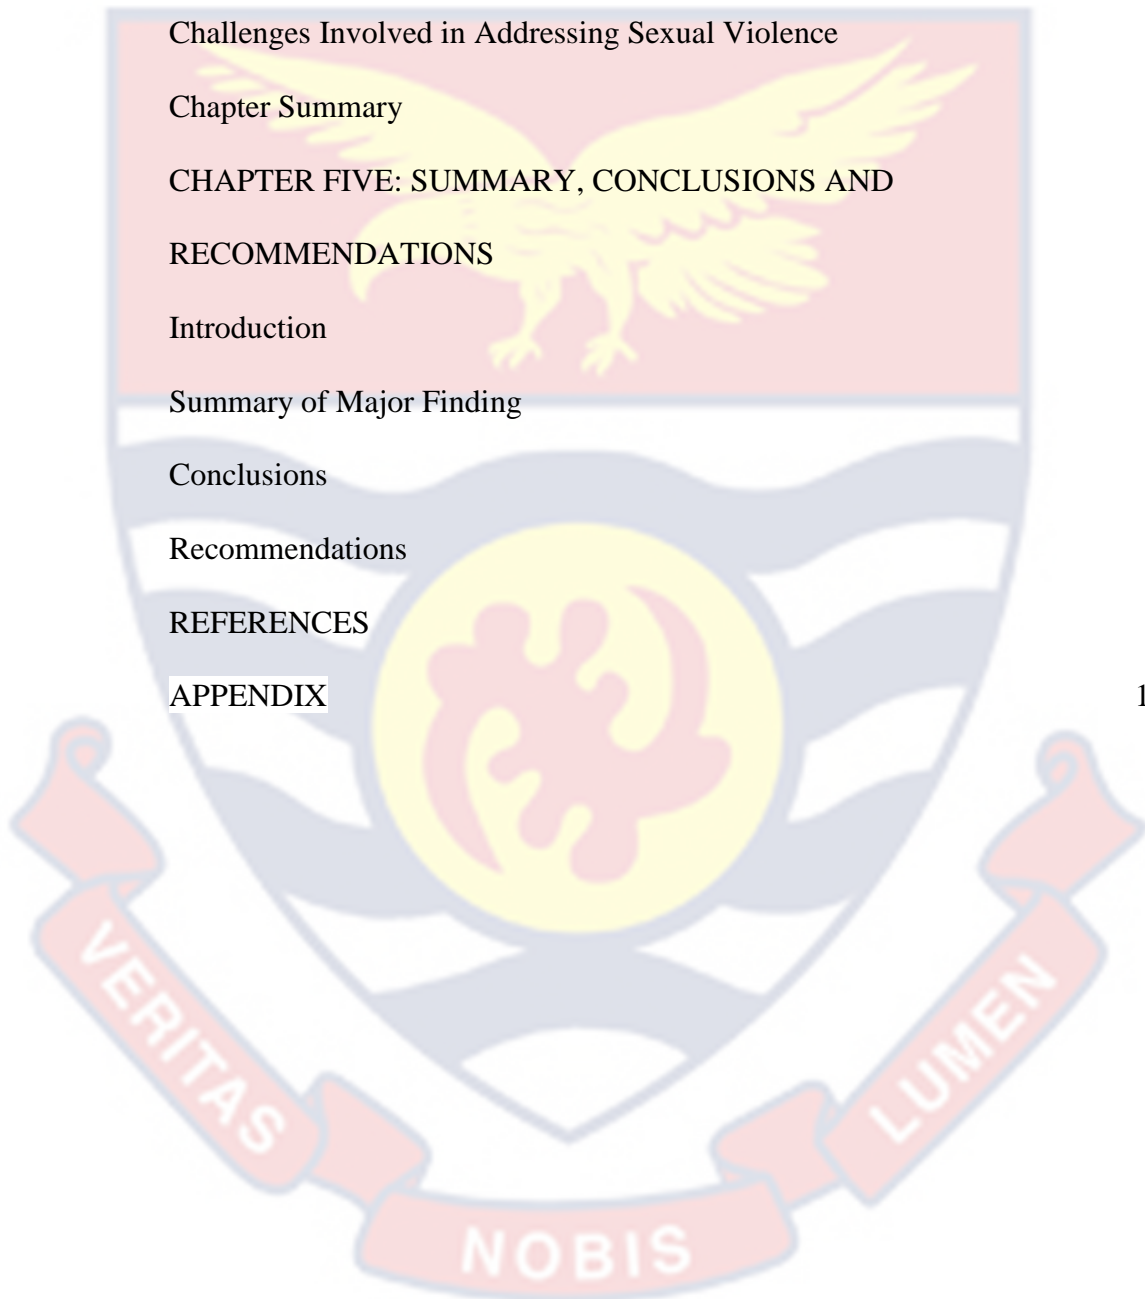 Challenges Involved in Addressing Sexual Violence
Chapter Summary
CHAPTER FIVE: SUMMARY, CONCLUSIONS AND
RECOMMENDATIONS
Introduction
Summary of Major Finding
Conclusions
Recommendations
REFERENCES
APPENDIX 1
VERITAS
NOBIS
LUMEN